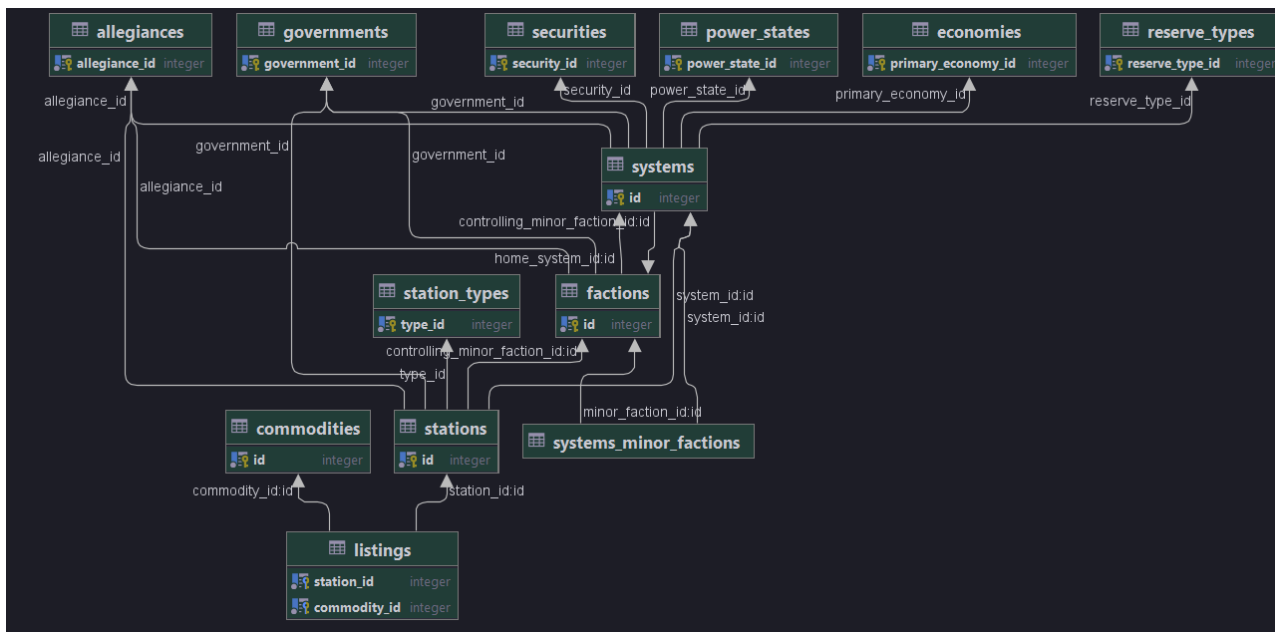 allegiances
allegiance_id integer
governments
government_id integer
securities
security_id integer
power_states
power_state_id integer
economies
primary_economy_id integer
reserve_types
reserve_type_id integer
allegiance_id
government_id
security_id
power_state_id
primary_economy_id
reserve_type_id
allegiance_id
government_id
government_id
allegiance_id
systems
id integer
controlling_minor_faction_id:id
home_system_id:id
station_types
type_id integer
factions
id integer
system_id:id
system_id:id
controlling_minor_faction_id:id
type_id
minor_faction_id:id
commodities
id integer
stations
id integer
systems_minor_factions
commodity_id:id
station_id:id
listings
station_id integer
commodity_id integer